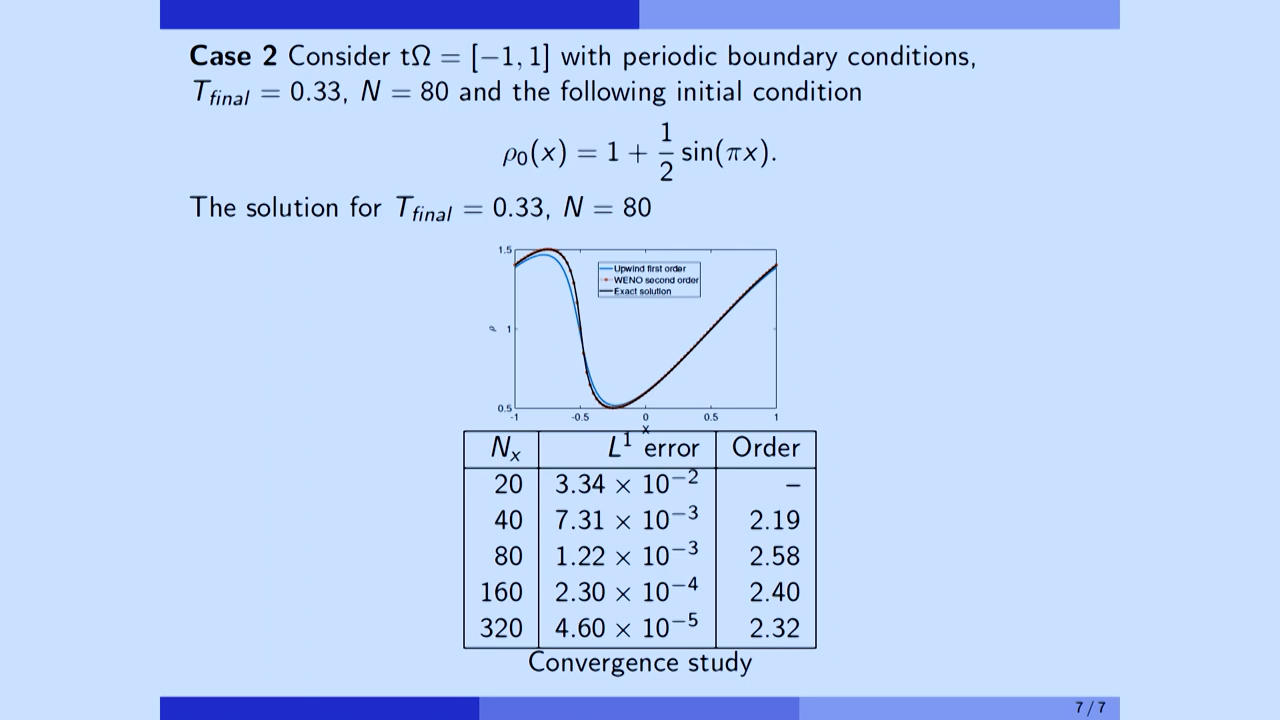 Case 2 Consider tΩ = [−1, 1] with periodic boundary conditions,
T_final = 0.33, N = 80 and the following initial condition
ρ₀(x) = 1 + 1/2 sin(πx).
The solution for T_final = 0.33, N = 80
1.5
Upwind first order
WENO second order
Exact solution
ρ
1
0.5
-1 -0.5 0 0.5 1
x
Nₓ L¹ error Order
20 3.34 × 10⁻² –
40 7.31 × 10⁻³ 2.19
80 1.22 × 10⁻³ 2.58
160 2.30 × 10⁻⁴ 2.40
320 4.60 × 10⁻⁵ 2.32
Convergence study
7 / 7